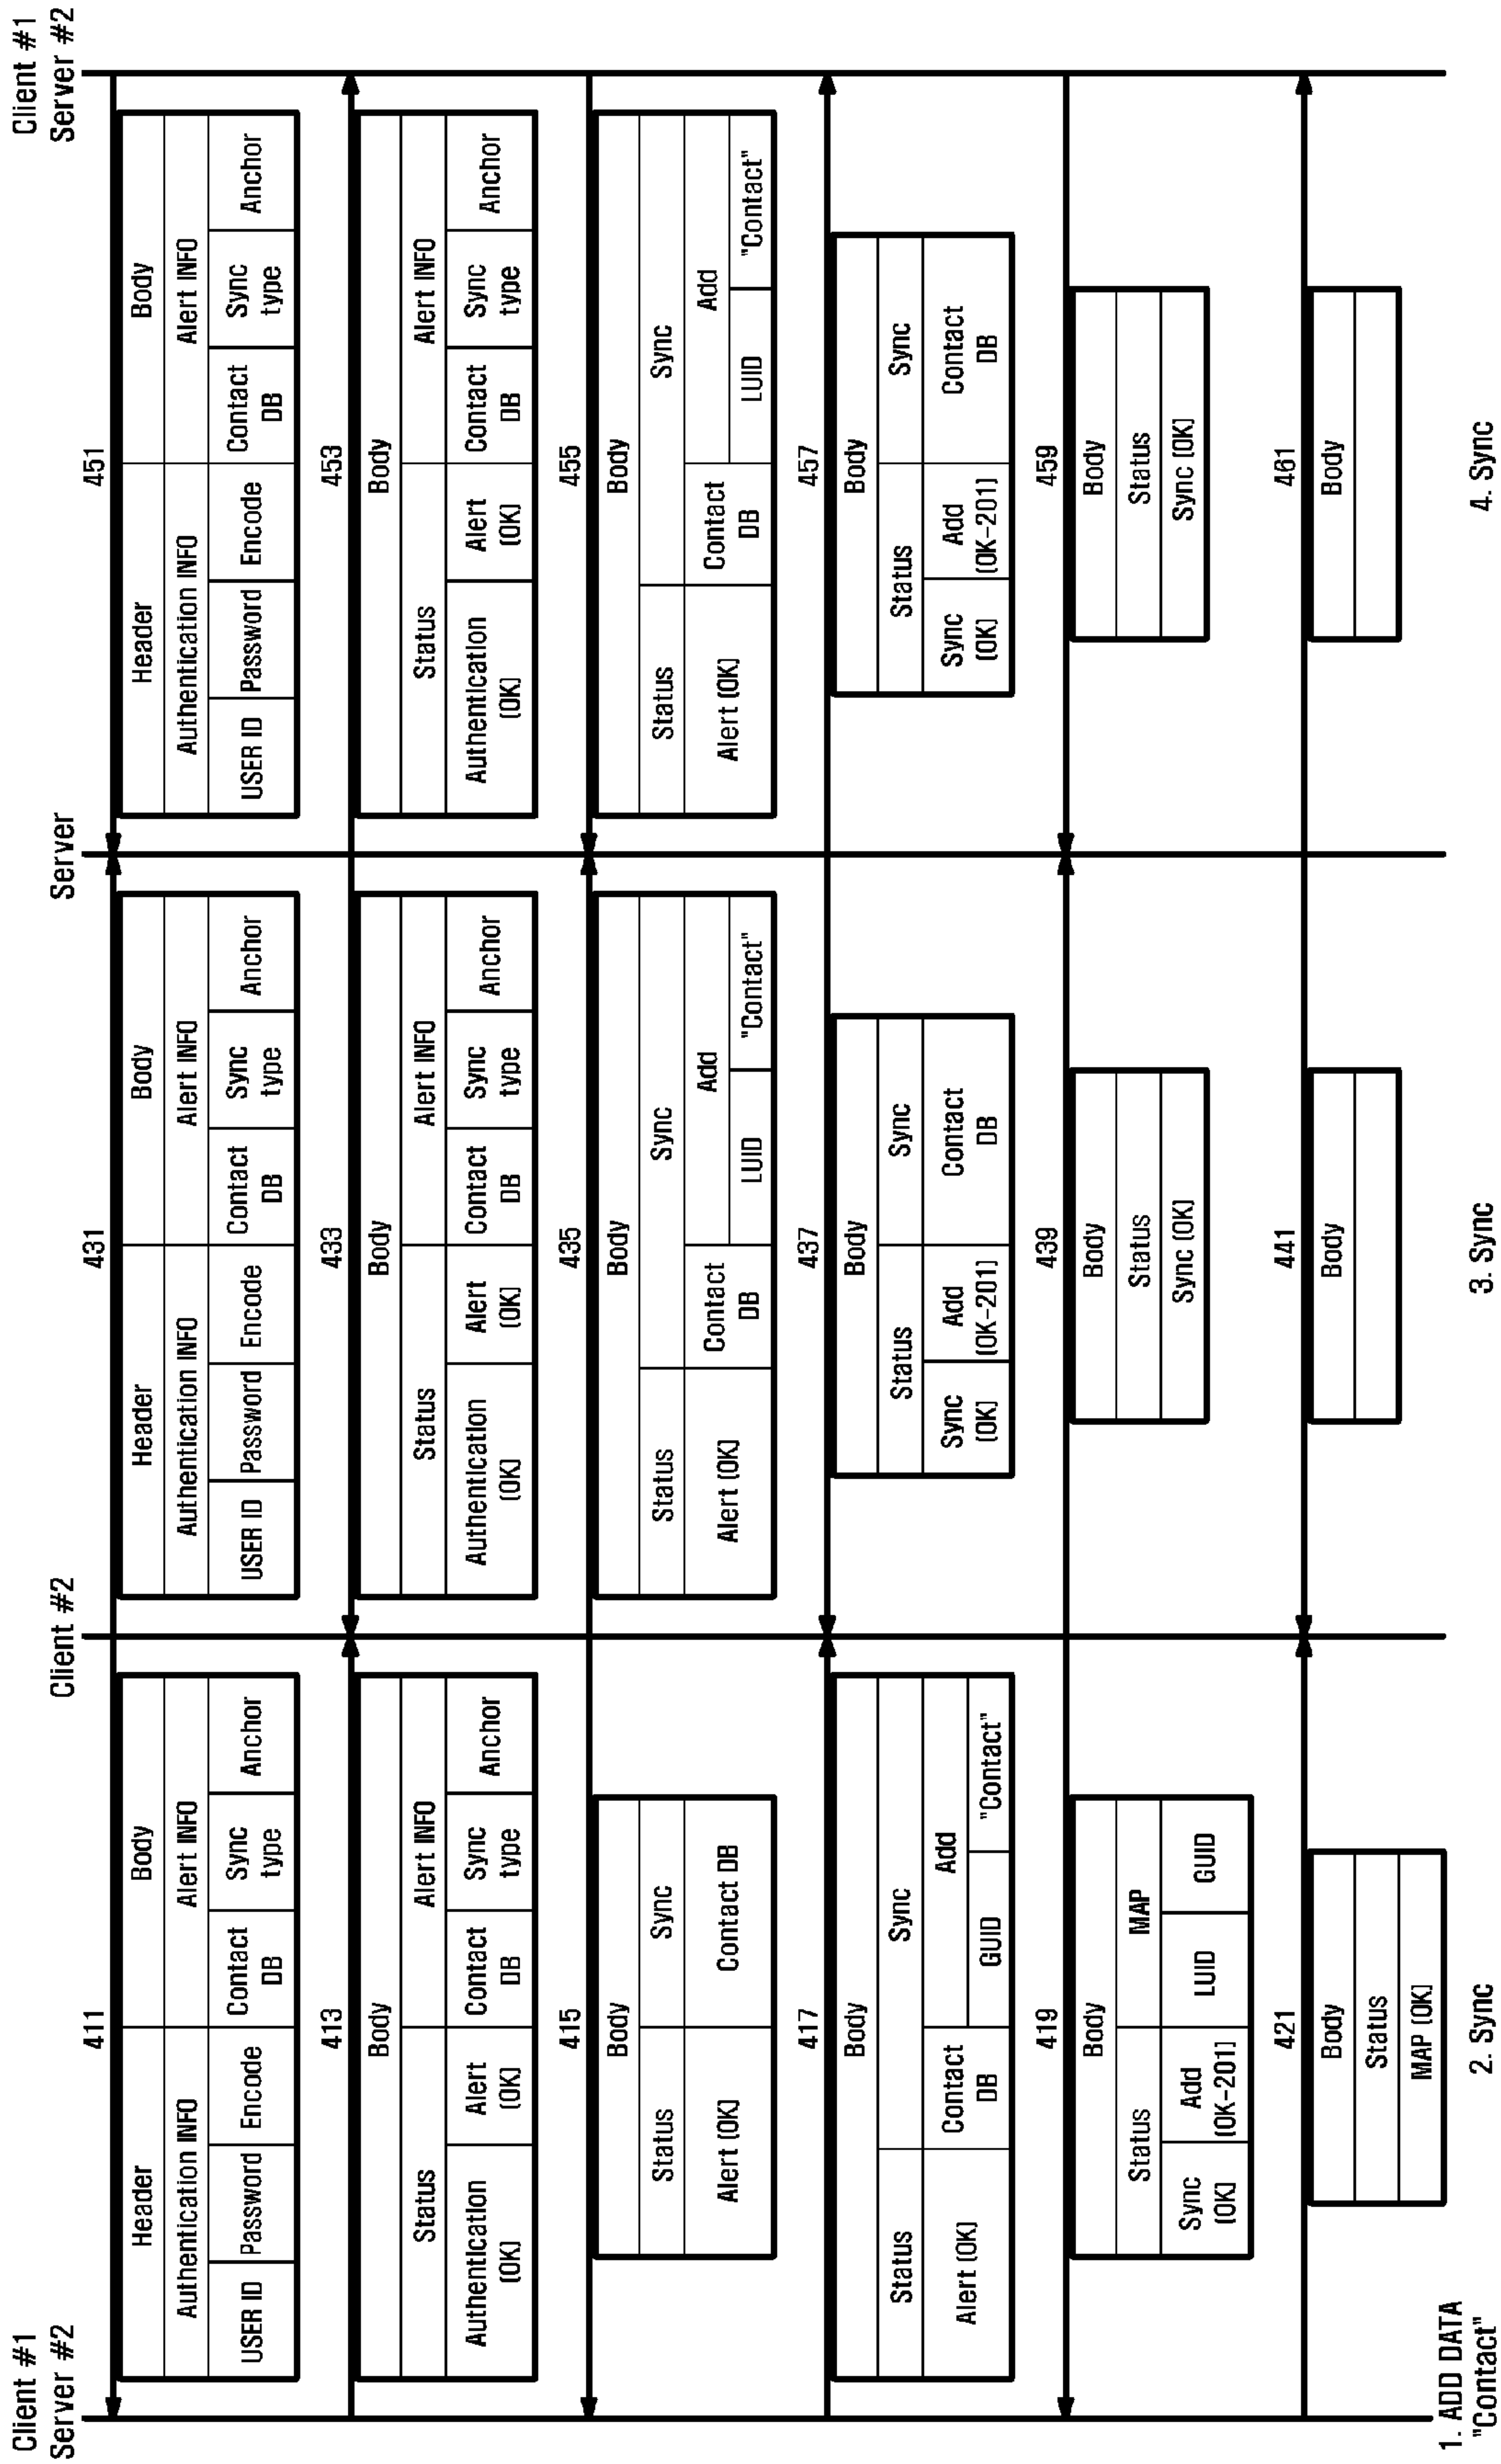 Client #1
Server #2
Client #2
Server
Client #1
Server #2
411
Header
Body
Authentication INFO
Alert INFO
USER ID
Password
Encode
Contact
DB
Sync
type
Anchor
413
Body
Status
Alert INFO
Authentication
(OK)
Alert
(OK)
Contact
DB
Sync
type
Anchor
415
Body
Status
Sync
Alert (OK)
Contact DB
417
Body
Status
Sync
Alert (OK)
Contact
DB
Add
GUID
"Contact"
419
Body
Status
MAP
Sync
(OK)
Add
(OK-201)
LUID
GUID
421
Body
Status
MAP (OK)
431
Header
Body
Authentication INFO
Alert INFO
USER ID
Password
Encode
Contact
DB
Sync
type
Anchor
433
Body
Status
Alert INFO
Authentication
(OK)
Alert
(OK)
Contact
DB
Sync
type
Anchor
435
Body
Status
Sync
Alert (OK)
Contact
DB
Add
LUID
"Contact"
437
Body
Status
Sync
Sync
(OK)
Add
(OK-201)
Contact
DB
439
Body
Status
Sync (OK)
441
Body
451
Header
Body
Authentication INFO
Alert INFO
USER ID
Password
Encode
Contact
DB
Sync
type
Anchor
453
Body
Status
Alert INFO
Authentication
(OK)
Alert
(OK)
Contact
DB
Sync
type
Anchor
455
Body
Status
Sync
Alert (OK)
Contact
DB
Add
LUID
"Contact"
457
Body
Status
Sync
Sync
(OK)
Add
(OK-201)
Contact
DB
459
Body
Status
Sync (OK)
461
Body
1. ADD DATA
"Contact"
2. Sync
3. Sync
4. Sync